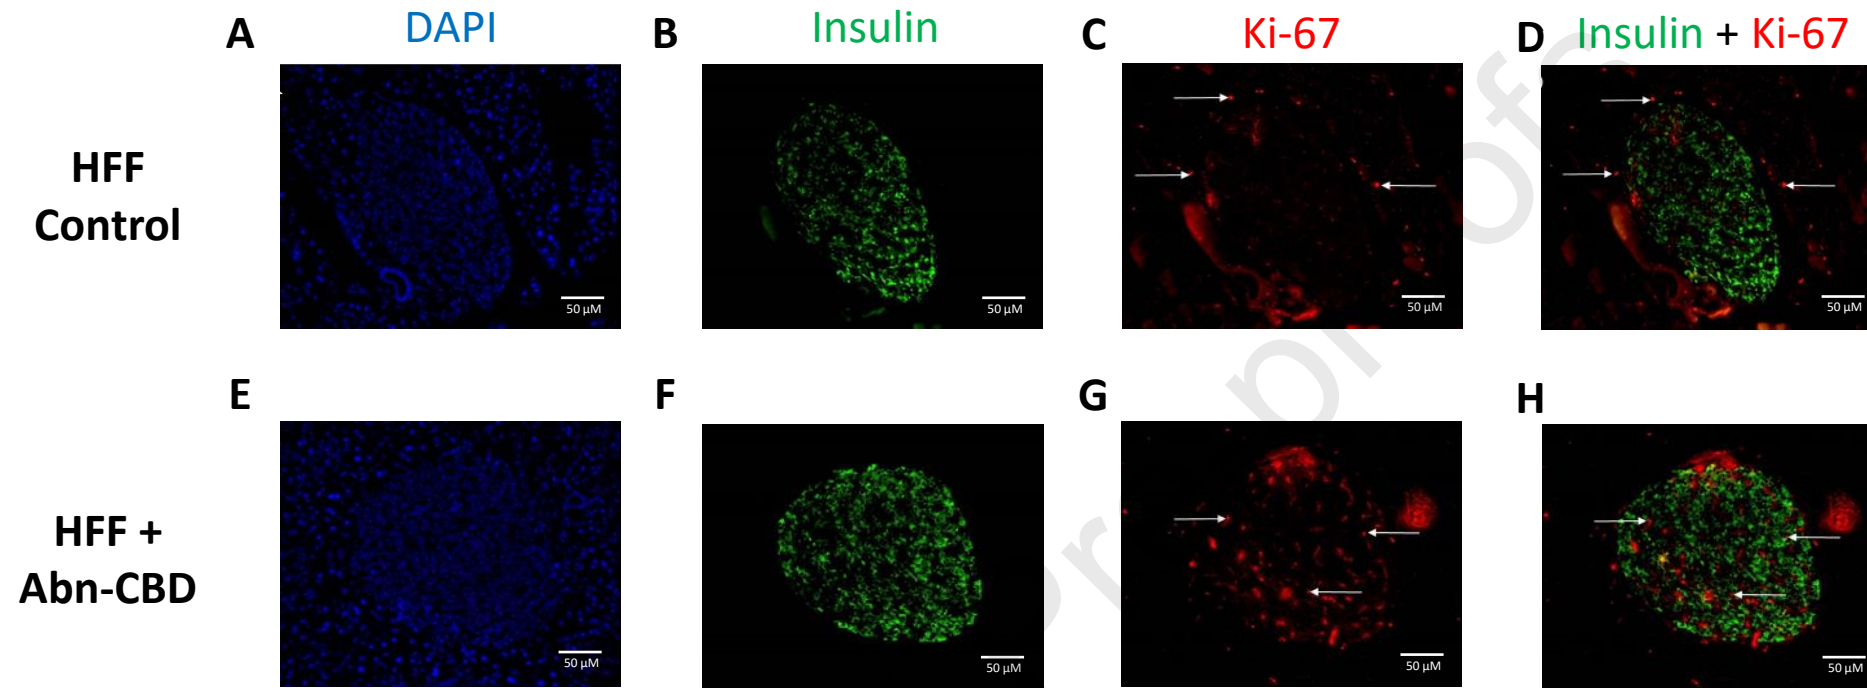 A DAPI B Insulin C Ki-67 D Insulin + Ki-67
HFF
Control
50 µM 50 µM 50 µM 50 µM
E F G H
HFF +
Abn-CBD
50 µM 50 µM 50 µM 50 µM